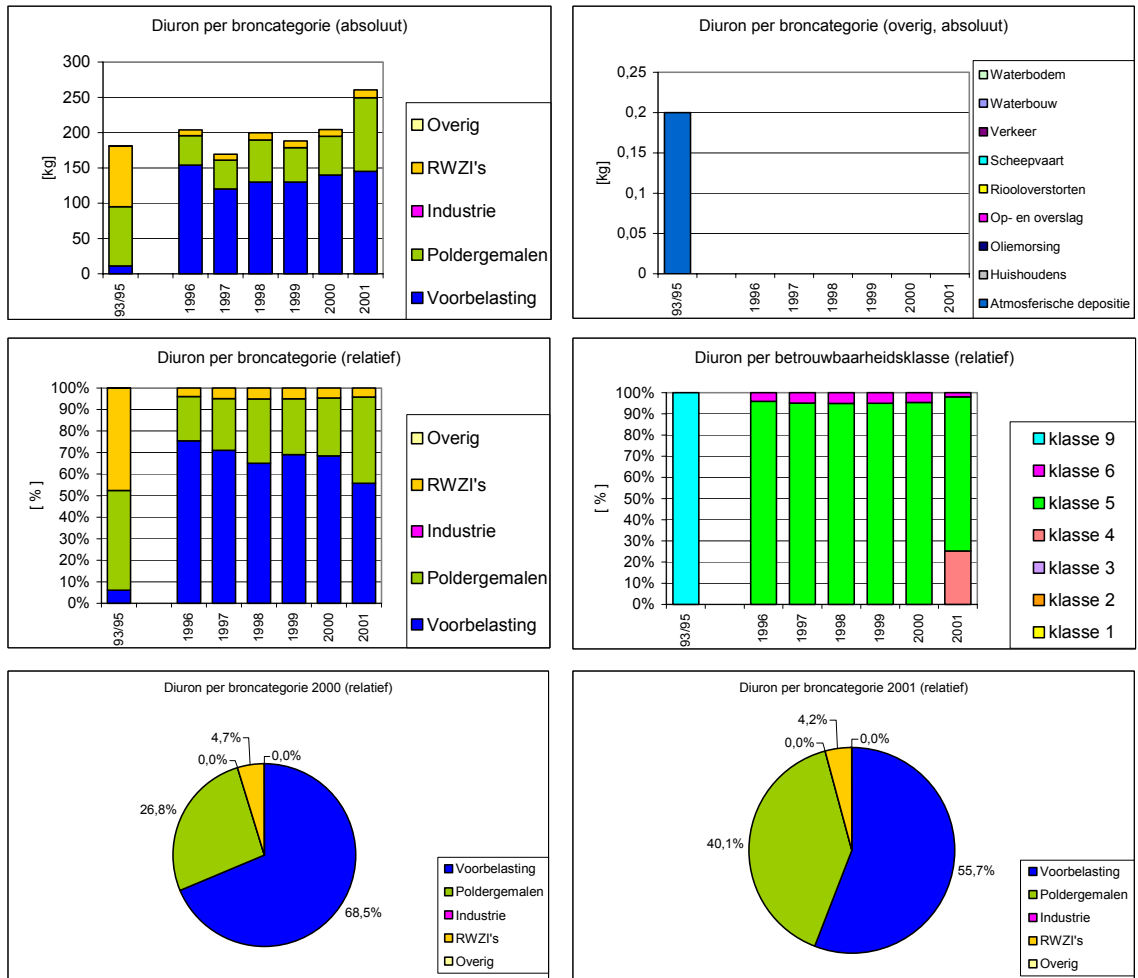 Diuron per broncategorie (absoluut)
300
250
200
150
100
50
0
[kg]
93/95
1996
1997
1998
1999
2000
2001
Overig
RWZI's
Industrie
Poldergemalen
Voorbelasting
Diuron per broncategorie (overig, absoluut)
0,25
0,2
0,15
0,1
0,05
0
[kg]
93/95
1996
1997
1998
1999
2000
2001
Waterbodem
Waterbouw
Verkeer
Scheepvaart
Riooloverstorten
Op- en overslag
Oliemorsing
Huishoudens
Atmosferische depositie
Diuron per broncategorie (relatief)
100%
90%
80%
70%
60%
50%
40%
30%
20%
10%
0%
[ % ]
93/95
1996
1997
1998
1999
2000
2001
Overig
RWZI's
Industrie
Poldergemalen
Voorbelasting
Diuron per betrouwbaarheidsklasse (relatief)
100%
90%
80%
70%
60%
50%
40%
30%
20%
10%
0%
[ % ]
93/95
1996
1997
1998
1999
2000
2001
klasse 9
klasse 6
klasse 5
klasse 4
klasse 3
klasse 2
klasse 1
Diuron per broncategorie 2000 (relatief)
4,7%
0,0%
0,0%
26,8%
68,5%
Voorbelasting
Poldergemalen
Industrie
RWZI's
Overig
Diuron per broncategorie 2001 (relatief)
4,2%
0,0%
0,0%
40,1%
55,7%
Voorbelasting
Poldergemalen
Industrie
RWZI's
Overig